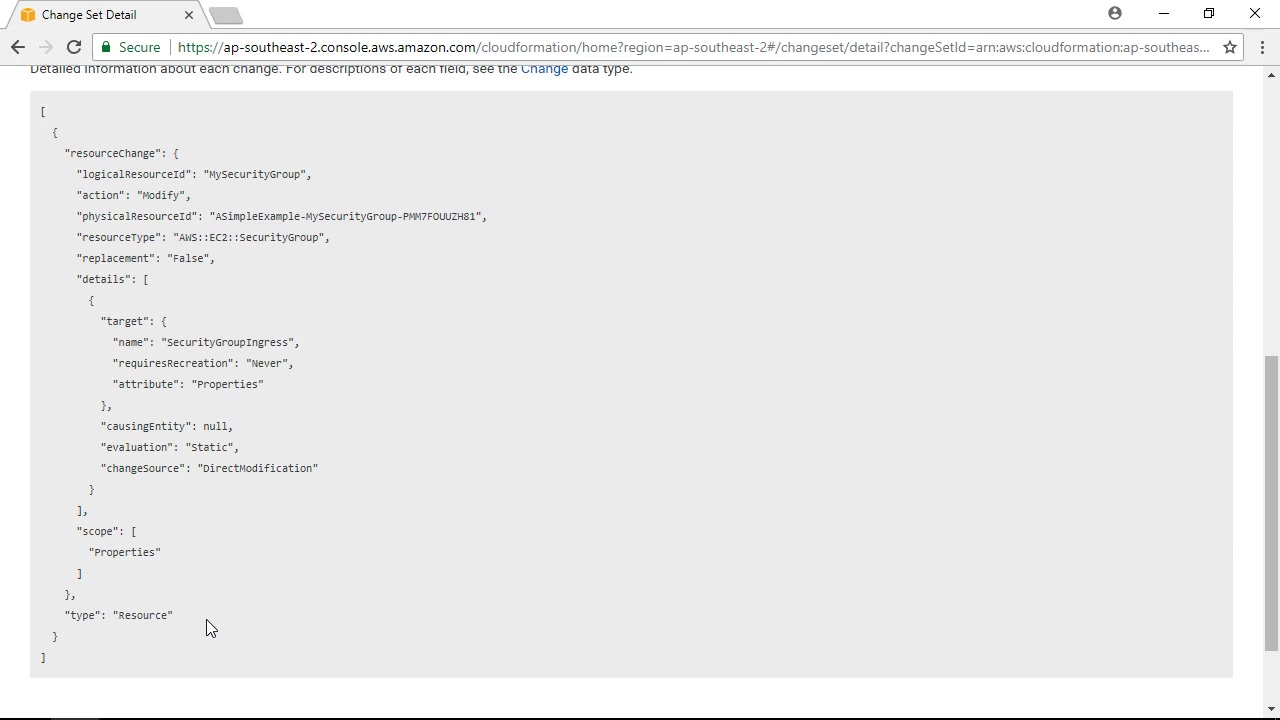 Change Set Detail
Secure
https://ap-southeast-2.console.aws.amazon.com/cloudformation/home?region=ap-southeast-2#/changeset/detail?changeSetId=arn:aws:cloudformation:ap-southeas...
Detailed information about each change. For descriptions of each field, see the Change data type.
[
{
"resourceChange": {
"logicalResourceId": "MySecurityGroup",
"action": "Modify",
"physicalResourceId": "ASimpleExample-MySecurityGroup-PMM7FOUUZH81",
"resourceType": "AWS::EC2::SecurityGroup",
"replacement": "False",
"details": [
{
"target": {
"name": "SecurityGroupIngress",
"requiresRecreation": "Never",
"attribute": "Properties"
},
"causingEntity": null,
"evaluation": "Static",
"changeSource": "DirectModification"
}
],
"scope": [
"Properties"
]
},
"type": "Resource"
}
]